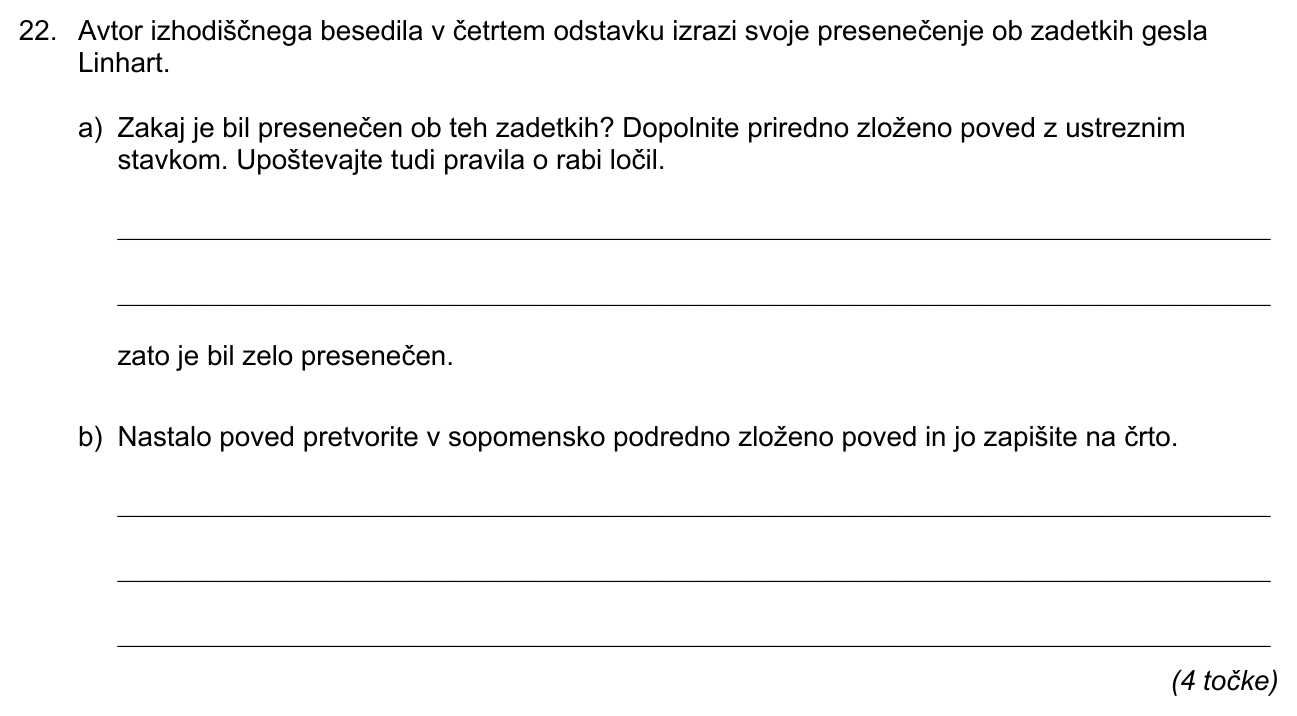 22. Avtor izhodiščnega besedila v četrtem odstavku izrazi svoje presenečenje ob zadetkih gesla
Linhart.
a) Zakaj je bil presenečen ob teh zadetkih? Dopolnite priredno zloženo poved z ustreznim
stavkom. Upoštevajte tudi pravila o rabi ločil.
zato je bil zelo presenečen.
b) Nastalo poved pretvorite v sopomensko podredno zloženo poved in jo zapišite na črto.
(4 točke)